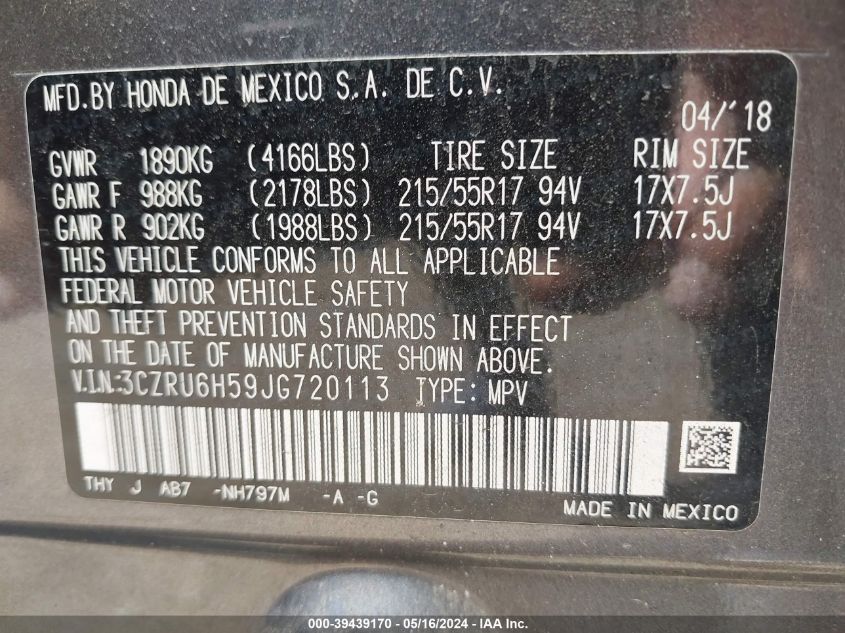 MFD.BY HONDA DE MEXICO S.A. DE C.V.
04/'18
GVWR 1890KG (4166LBS) TIRE SIZE RIM SIZE
GAWR F 988KG (2178LBS) 215/55R17 94V 17X7.5J
GAWR R 902KG (1988LBS) 215/55R17 94V 17X7.5J
THIS VEHICLE CONFORMS TO ALL APPLICABLE
FEDERAL MOTOR VEHICLE SAFETY
AND THEFT PREVENTION STANDARDS IN EFFECT
ON THE DATE OF MANUFACTURE SHOWN ABOVE.
V.I.N.:3CZRU6H59JG720113 TYPE: MPV
THY J AB7 -NH797M -A -G
MADE IN MEXICO
000-39439170 - 05/16/2024 - IAA Inc.